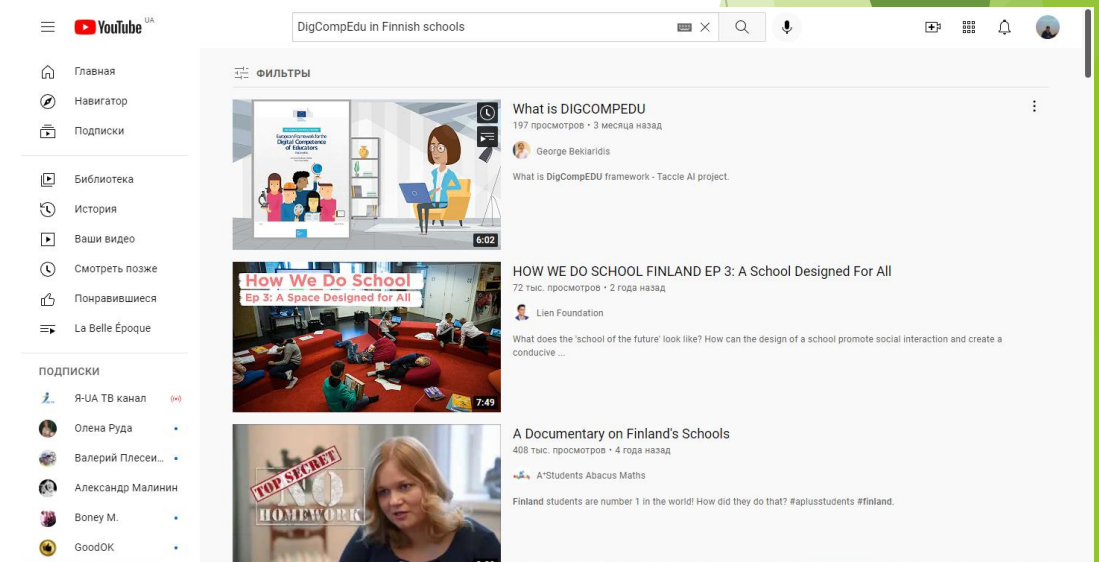 YouTube UA
DigCompEdu in Finnish schools
Главная
Навигатор
Подписки
Библиотека
История
Ваши видео
Смотреть позже
Понравившиеся
La Belle Époque
ПОДПИСКИ
Я-UA ТВ канал
Олена Руда
Валерий Плесеи...
Александр Малинин
Boney M.
GoodOK
ФИЛЬТРЫ
European Framework for the
Digital Competence
of Educators
6:02
What is DIGCOMPEDU
197 просмотров • 3 месяца назад
George Bekiaridis
What is DigCompEDU framework - Taccle AI project.
How We Do School
Ep 3: A Space Designed for All
7:49
HOW WE DO SCHOOL FINLAND EP 3: A School Designed For All
72 тыс. просмотров • 2 года назад
Lien Foundation
What does the 'school of the future' look like? How can the design of a school promote social interaction and create a
conducive ...
TOP SECRET
NO
HOMEWORK
A Documentary on Finland's Schools
408 тыс. просмотров • 4 года назад
A*Students Abacus Maths
Finland students are number 1 in the world! How did they do that? #aplusstudents #finland.